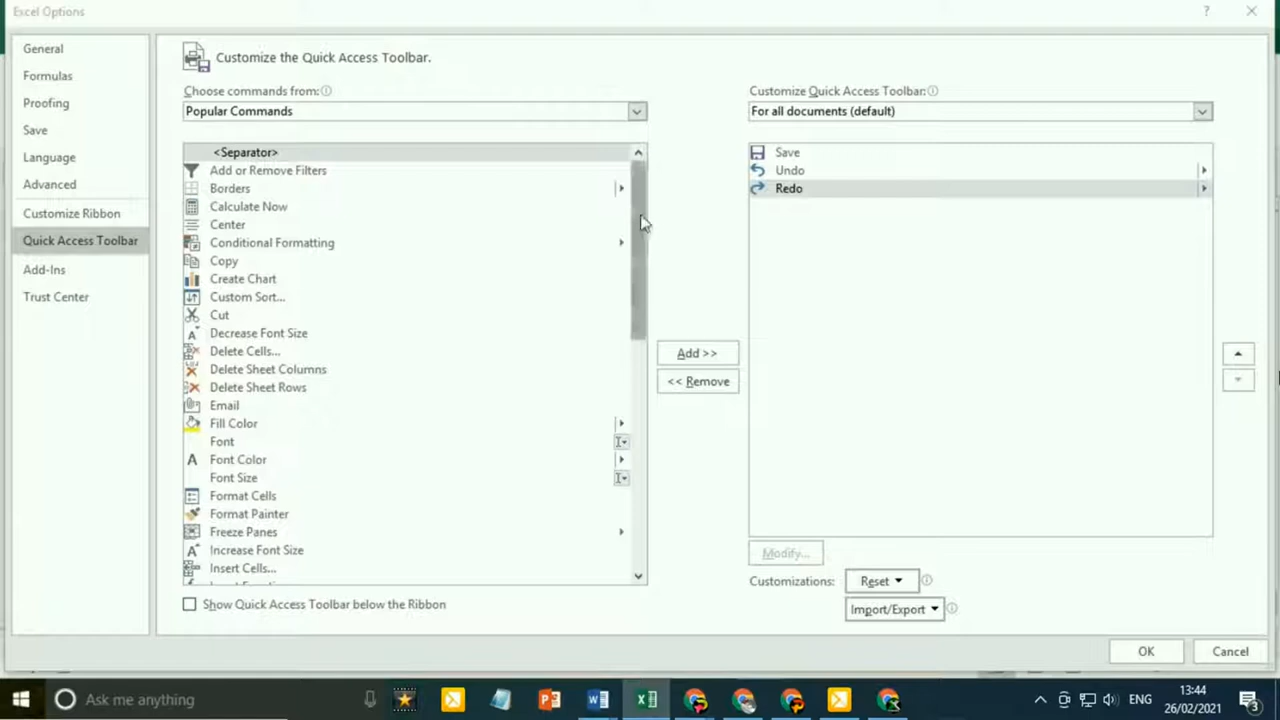 Excel Options
?
General
Formulas
Proofing
Save
Language
Advanced
Customize Ribbon
Quick Access Toolbar
Add-Ins
Trust Center
Customize the Quick Access Toolbar.
Choose commands from:
Popular Commands
<Separator>
Add or Remove Filters
Borders
Calculate Now
Center
Conditional Formatting
Copy
Create Chart
Custom Sort...
Cut
Decrease Font Size
Delete Cells...
Delete Sheet Columns
Delete Sheet Rows
Email
Fill Color
Font
Font Color
Font Size
Format Cells
Format Painter
Freeze Panes
Increase Font Size
Insert Cells...
Show Quick Access Toolbar below the Ribbon
Add >>
<< Remove
Customize Quick Access Toolbar:
For all documents (default)
Save
Undo
Redo
Modify...
Customizations:
Reset
Import/Export
OK
Cancel
Ask me anything
ENG
13:44
26/02/2021
3